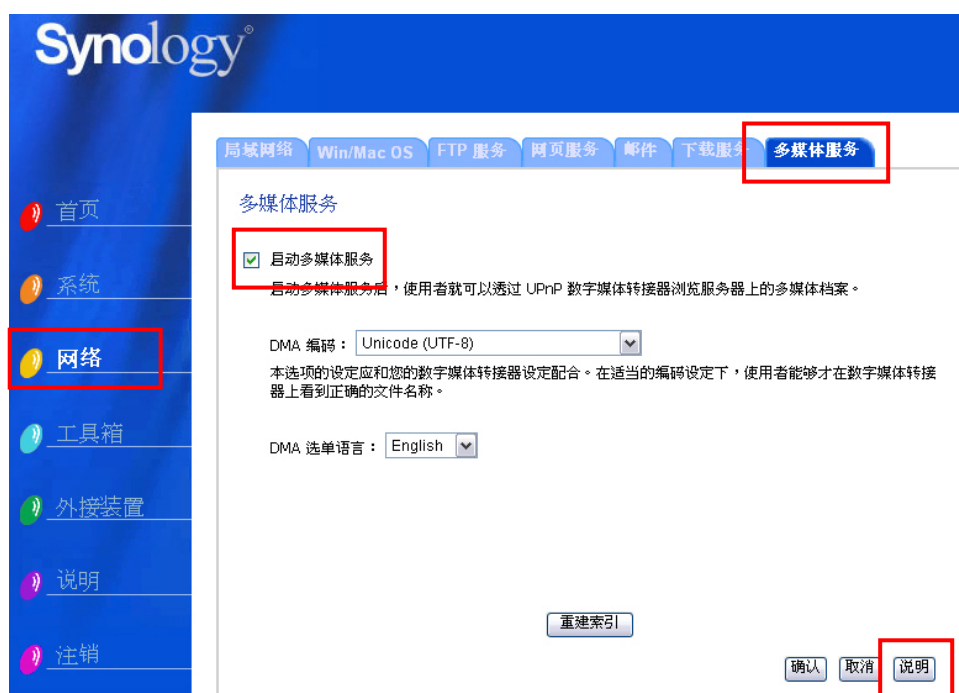 Synology®
局域网络 Win/Mac OS FTP 服务 网页服务 邮件 下载服务 多媒体服务
多媒体服务
首页
启动多媒体服务
启动多媒体服务后，使用者就可以透过 UPnP 数字媒体转接器浏览服务器上的多媒体档案。
系统
DMA 编码： Unicode (UTF-8)
网络
本选项的设定应和您的数字媒体转接器设定配合。在适当的编码设定下，使用者能够才在数字媒体转接
器上看到正确的文件名称。
工具箱
DMA 选单语言： English
外接装置
说明
重建索引
注销
确认 取消 说明